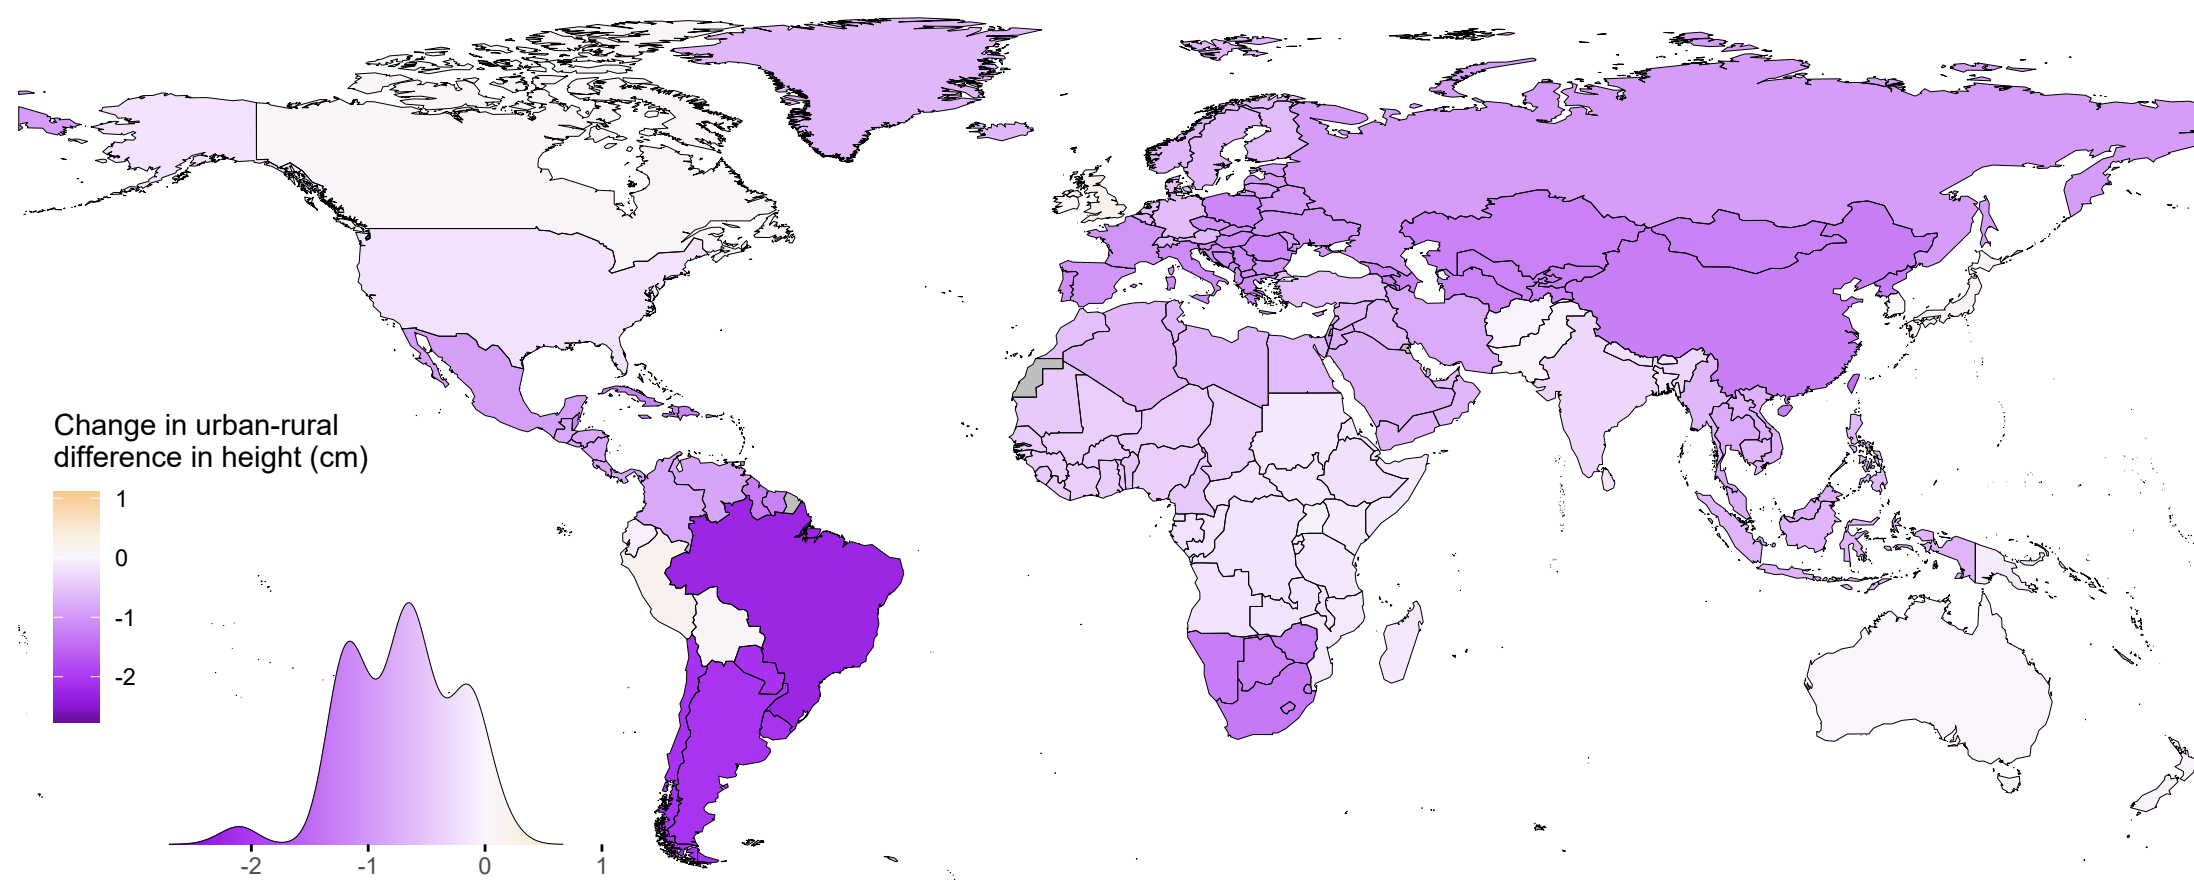 Change in urban-rural
difference in height (cm)
1
0
-1
-2
-2 -1 0 1